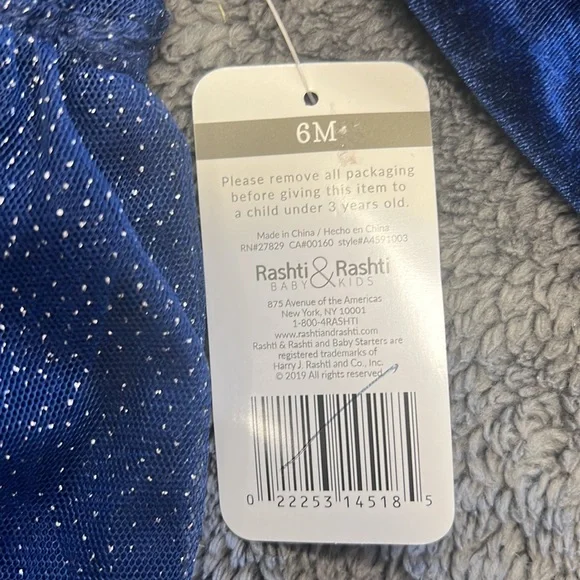 6M
Please remove all packaging
before giving this item to
a child under 3 years old.
Made in China / Hecho en China
RN#27829 CA#00160 style#A4591003
Rashti & Rashti
BABY KIDS
875 Avenue of the Americas
New York, NY 10001
1-800-4RASHTI
www.rashtiandrashti.com
Rashti & Rashti and Baby Starters are
registered trademarks of
Harry J. Rashti and Co., Inc.
© 2019 All rights reserved.
0 22253 14518 5